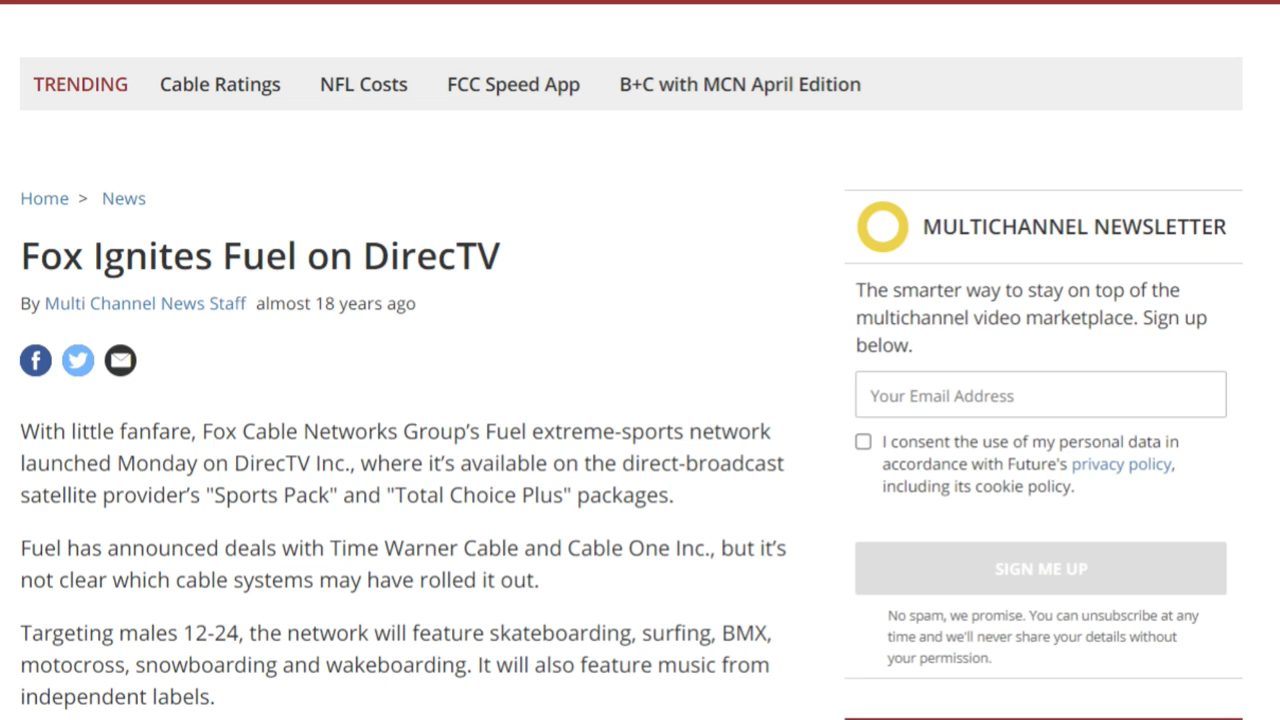 TRENDING Cable Ratings NFL Costs FCC Speed App B+C with MCN April Edition
Home > News
Fox Ignites Fuel on DirecTV
By Multi Channel News Staff almost 18 years ago
With little fanfare, Fox Cable Networks Group’s Fuel extreme-sports network
launched Monday on DirecTV Inc., where it’s available on the direct-broadcast
satellite provider’s "Sports Pack" and "Total Choice Plus" packages.
Fuel has announced deals with Time Warner Cable and Cable One Inc., but it’s
not clear which cable systems may have rolled it out.
Targeting males 12-24, the network will feature skateboarding, surfing, BMX,
motocross, snowboarding and wakeboarding. It will also feature music from
independent labels.
MULTICHANNEL NEWSLETTER
The smarter way to stay on top of the
multichannel video marketplace. Sign up
below.
Your Email Address
I consent the use of my personal data in
accordance with Future's privacy policy,
including its cookie policy.
SIGN ME UP
No spam, we promise. You can unsubscribe at any
time and we'll never share your details without
your permission.